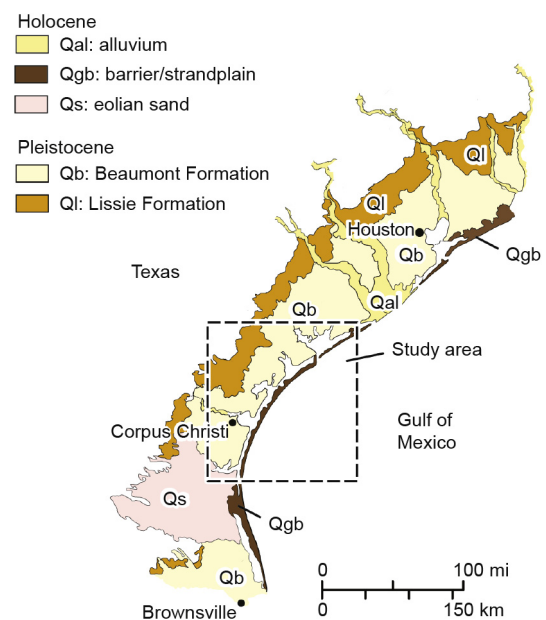 Holocene
Qal: alluvium
Qgb: barrier/strandplain
Qs: eolian sand
Pleistocene
Qb: Beaumont Formation
Ql: Lissie Formation
Ql
Ql
Houston
Qb
Qgb
Texas
Qal
Qb
Study area
Gulf of
Mexico
Corpus Christi
Qs
Qgb
Qb
Brownsville
0 100 mi
0 150 km